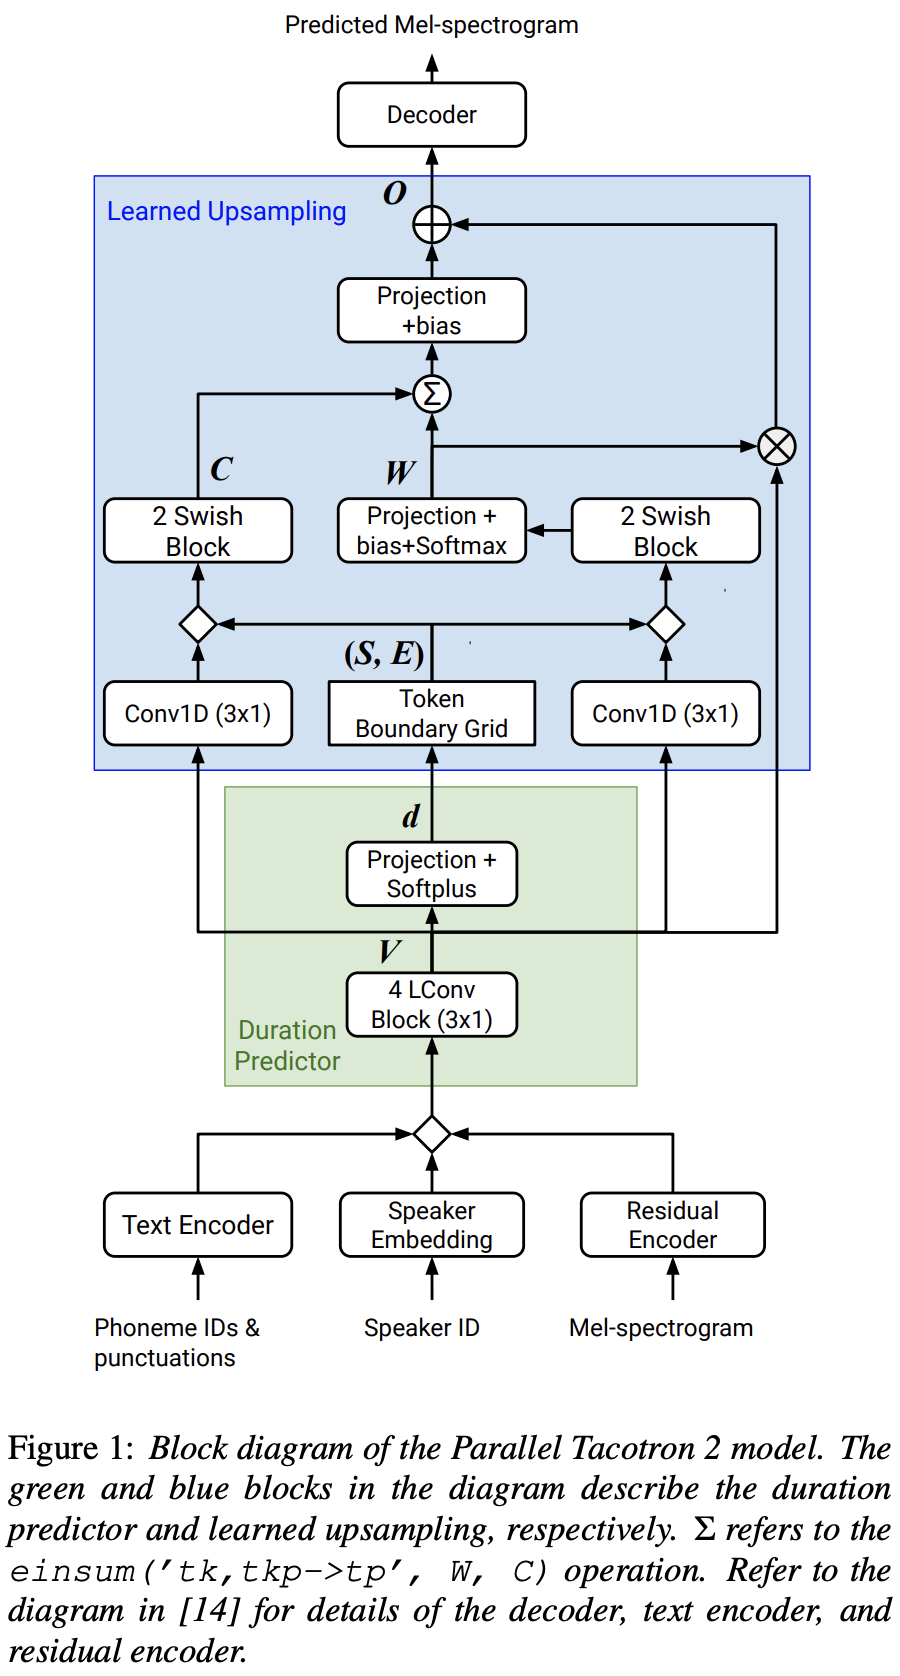 Predicted Mel-spectrogram
Decoder
O
Learned Upsampling
Projection
+bias
Σ
C
W
2 Swish
Block
Projection +
bias+Softmax
2 Swish
Block
(S, E)
Conv1D (3x1)
Token
Boundary Grid
Conv1D (3x1)
d
Projection +
Softplus
V
4 LConv
Block (3x1)
Duration
Predictor
Text Encoder
Speaker
Embedding
Residual
Encoder
Phoneme IDs &
punctuations
Speaker ID
Mel-spectrogram
Figure 1: Block diagram of the Parallel Tacotron 2 model. The
green and blue blocks in the diagram describe the duration
predictor and learned upsampling, respectively. Σ refers to the
einsum('tk,tkp->tp', W, C) operation. Refer to the
diagram in [14] for details of the decoder, text encoder, and
residual encoder.